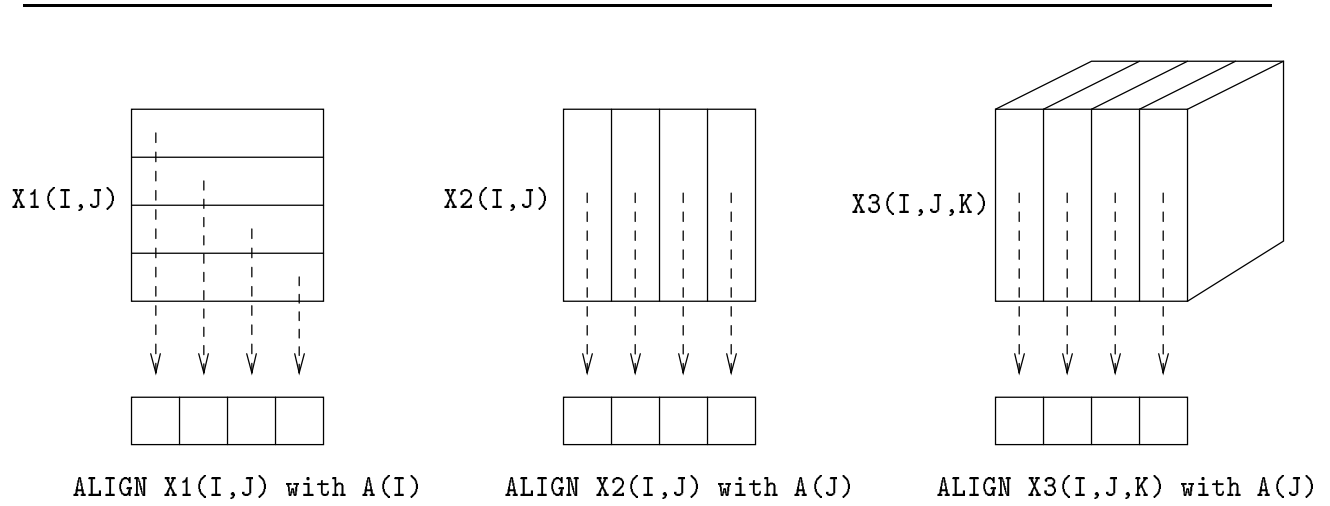 X1(I,J)
X2(I,J)
X3(I,J,K)
ALIGN X1(I,J) with A(I)
ALIGN X2(I,J) with A(J)
ALIGN X3(I,J,K) with A(J)